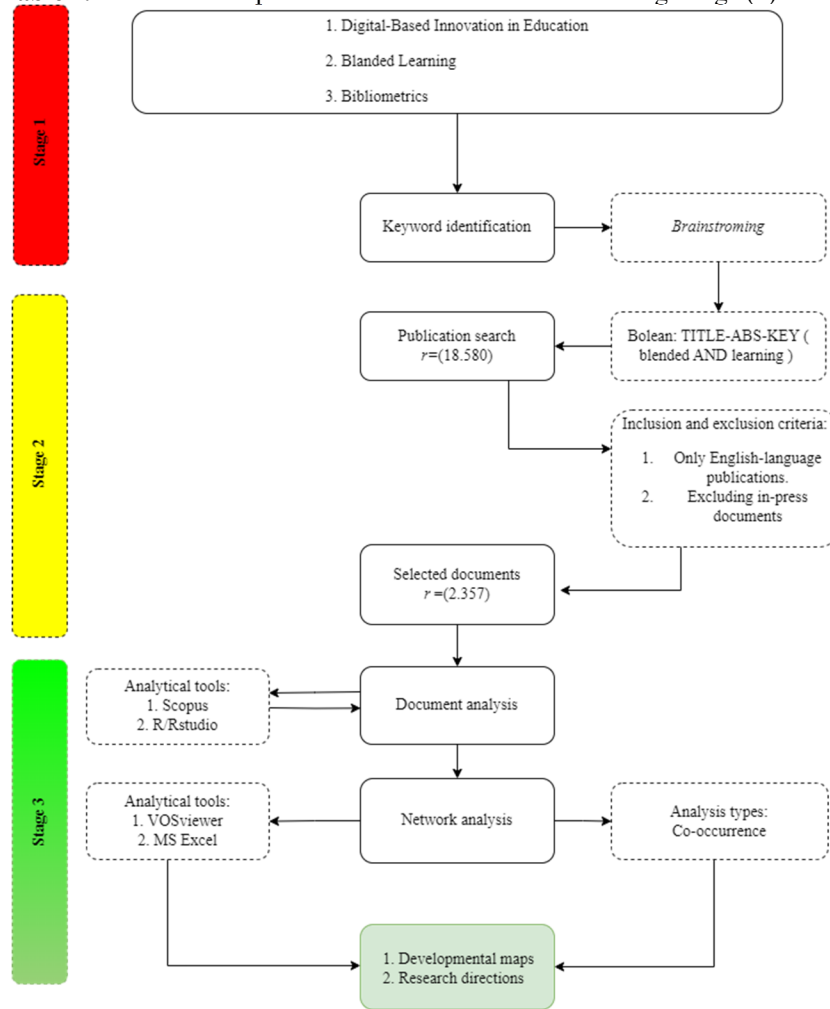 1. Digital-Based Innovation in Education
2. Blanded Learning
3. Bibliometrics
Stage 1
Keyword identification
Brainstroming
Stage 2
Publication search
r=(18.580)
Bolean: TITLE-ABS-KEY (
blended AND learning )
Inclusion and exclusion criteria:
1. Only English-language
publications.
2. Excluding in-press
documents
Selected documents
r =(2.357)
Stage 3
Analytical tools:
1. Scopus
2. R/Rstudio
Document analysis
Analytical tools:
1. VOSviewer
2. MS Excel
Network analysis
Analysis types:
Co-occurrence
1. Developmental maps
2. Research directions